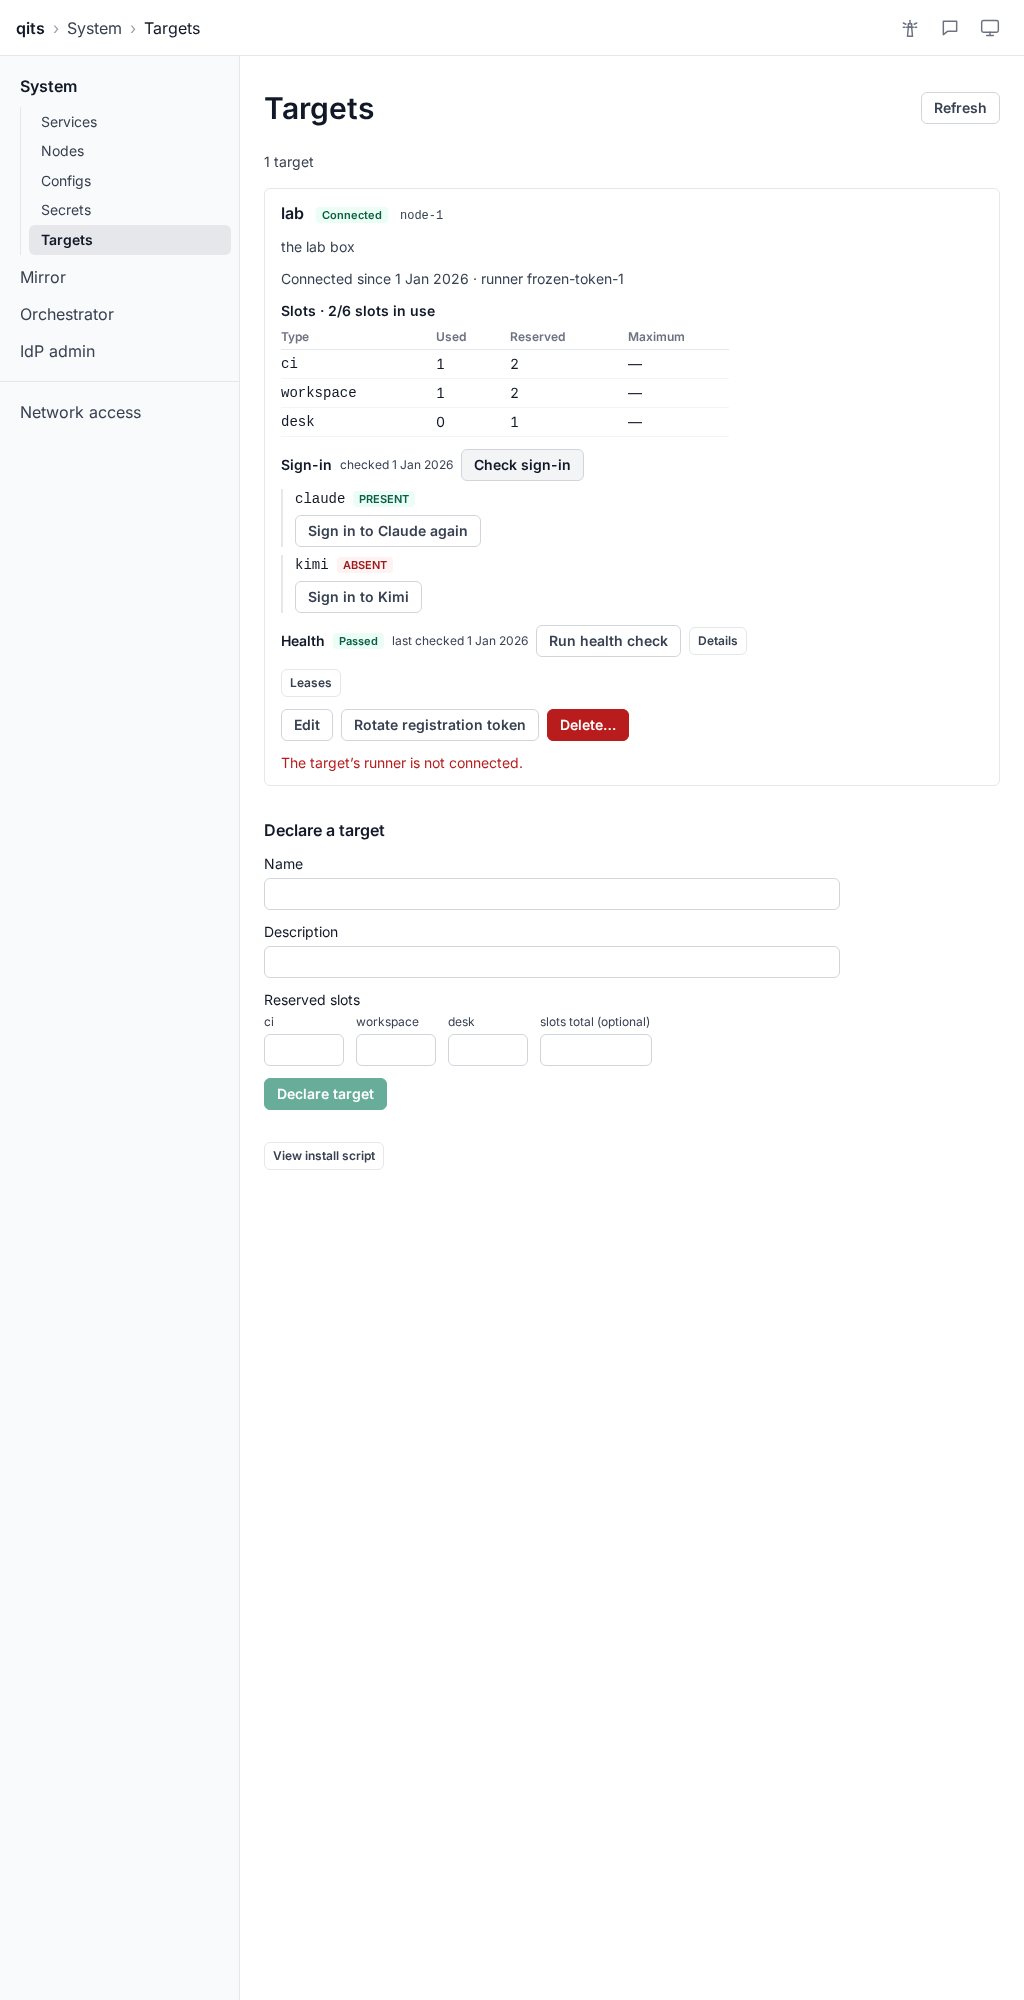 qits › System › Targets
System
Services
Nodes
Configs
Secrets
Targets
Mirror
Orchestrator
IdP admin
Network access
Targets
Refresh
1 target
lab Connected node-1
the lab box
Connected since 1 Jan 2026 · runner frozen-token-1
Slots · 2/6 slots in use
Type Used Reserved Maximum
ci 1 2 —
workspace 1 2 —
desk 0 1 —
Sign-in checked 1 Jan 2026 Check sign-in
claude PRESENT
Sign in to Claude again
kimi ABSENT
Sign in to Kimi
Health Passed last checked 1 Jan 2026 Run health check Details
Leases
Edit Rotate registration token Delete…
The target’s runner is not connected.
Declare a target
Name
Description
Reserved slots
ci workspace desk slots total (optional)
Declare target
View install script